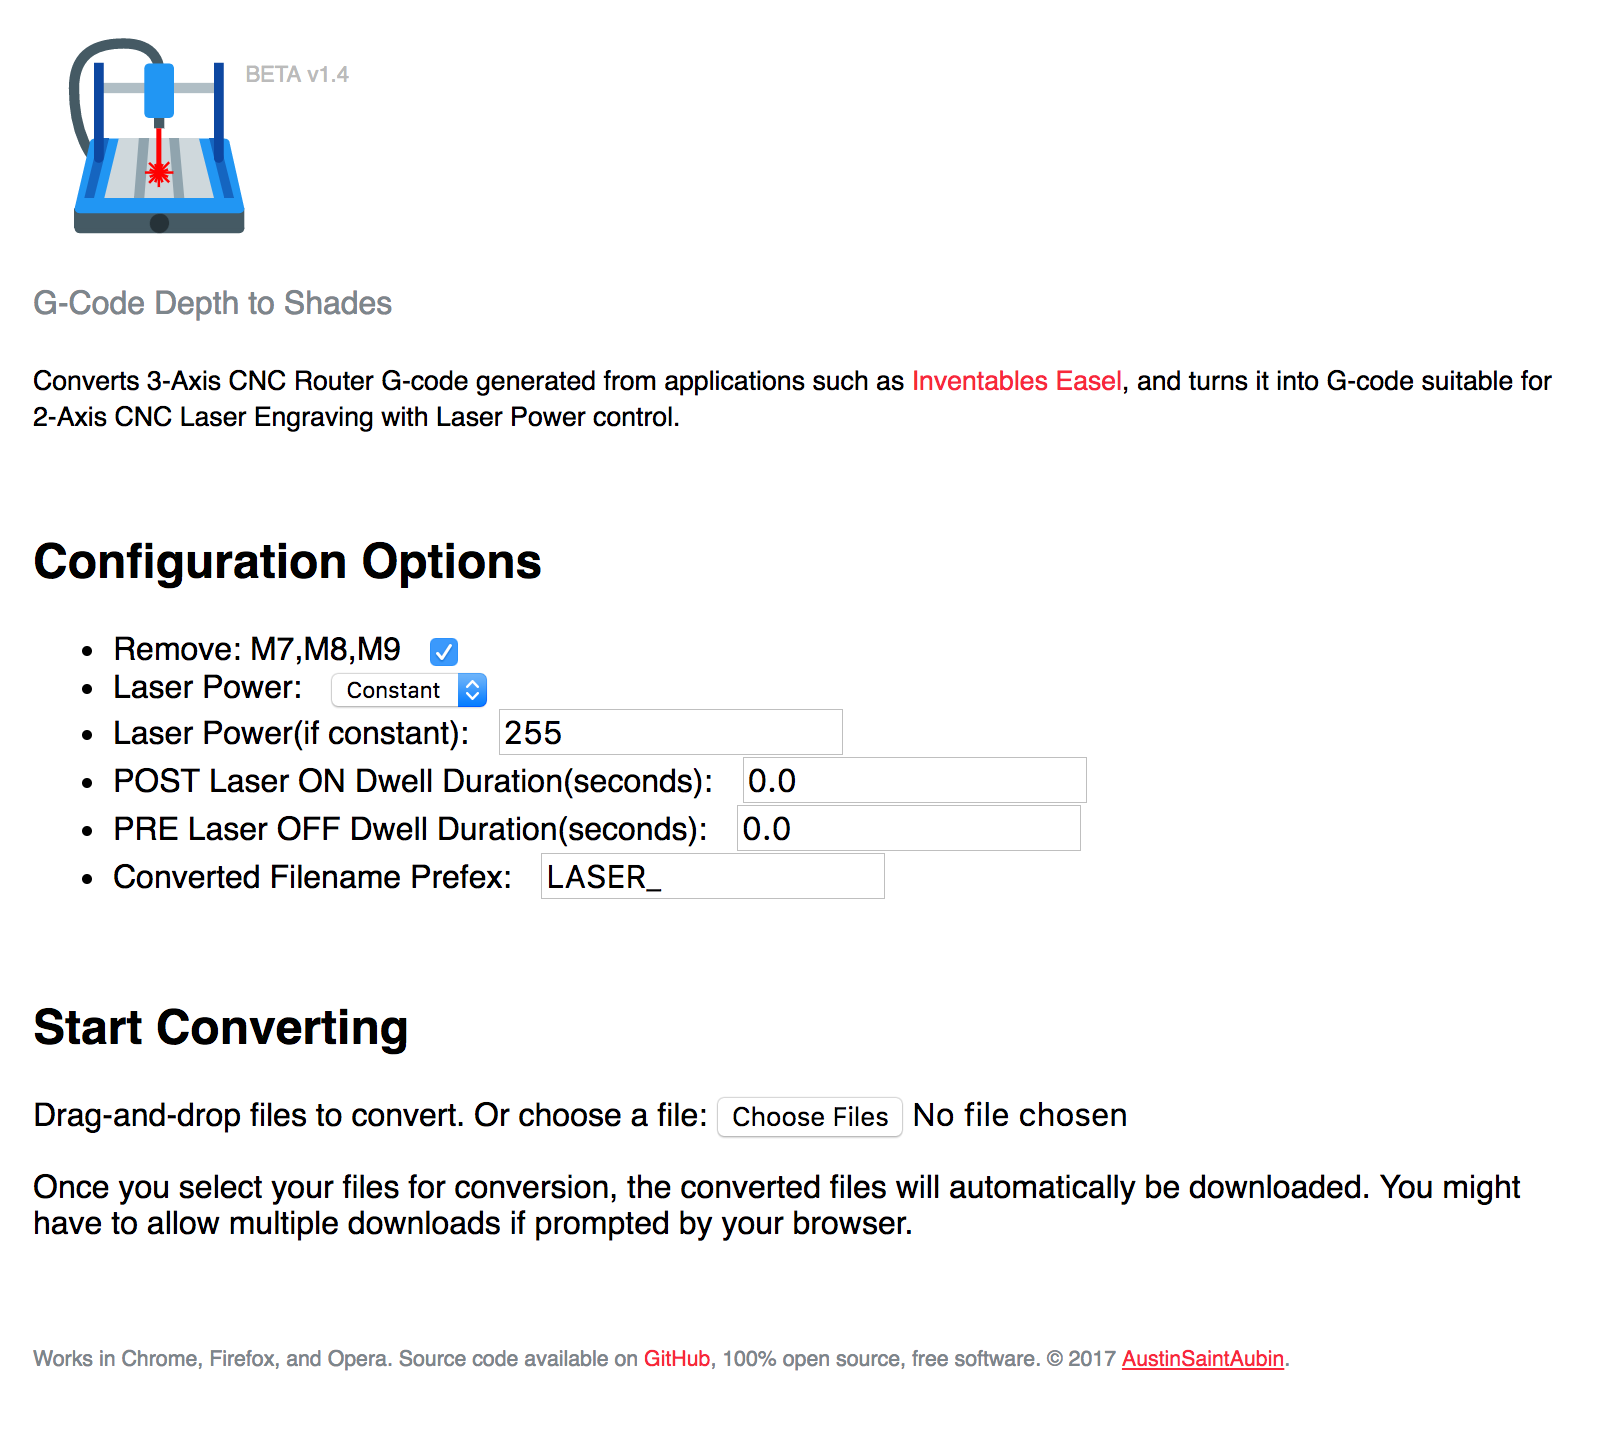 BETA v1.4
G-Code Depth to Shades
Converts 3-Axis CNC Router G-code generated from applications such as Inventables Easel, and turns it into G-code suitable for
2-Axis CNC Laser Engraving with Laser Power control.
Configuration Options
• Remove: M7,M8,M9
• Laser Power: Constant
• Laser Power(if constant): 255
• POST Laser ON Dwell Duration(seconds): 0.0
• PRE Laser OFF Dwell Duration(seconds): 0.0
• Converted Filename Prefex: LASER_
Start Converting
Drag-and-drop files to convert. Or choose a file: Choose Files No file chosen
Once you select your files for conversion, the converted files will automatically be downloaded. You might
have to allow multiple downloads if prompted by your browser.
Works in Chrome, Firefox, and Opera. Source code available on GitHub, 100% open source, free software. © 2017 AustinSaintAubin.